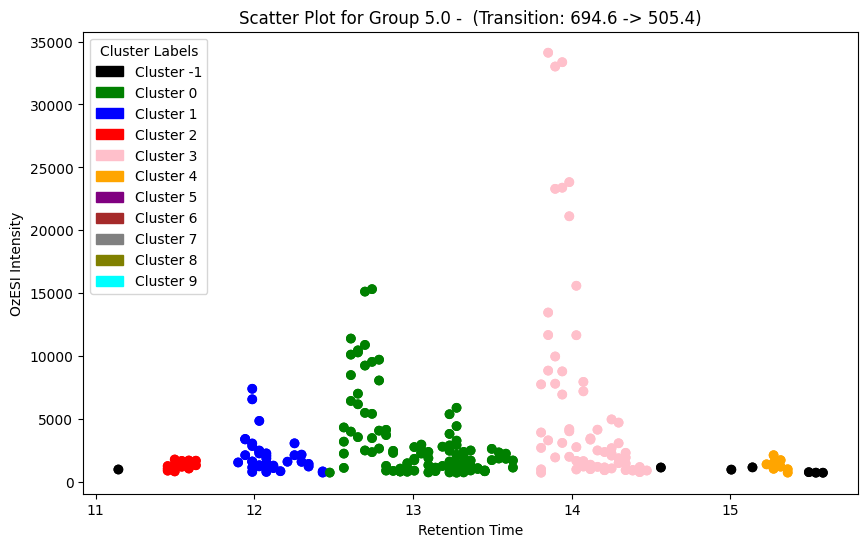 Scatter Plot for Group 5.0 -  (Transition: 694.6 -> 505.4)
Cluster Labels
Cluster -1
Cluster 0
Cluster 1
Cluster 2
Cluster 3
Cluster 4
Cluster 5
Cluster 6
Cluster 7
Cluster 8
Cluster 9
OzESI Intensity
35000
30000
25000
20000
15000
10000
5000
0
11 12 13 14 15
Retention Time